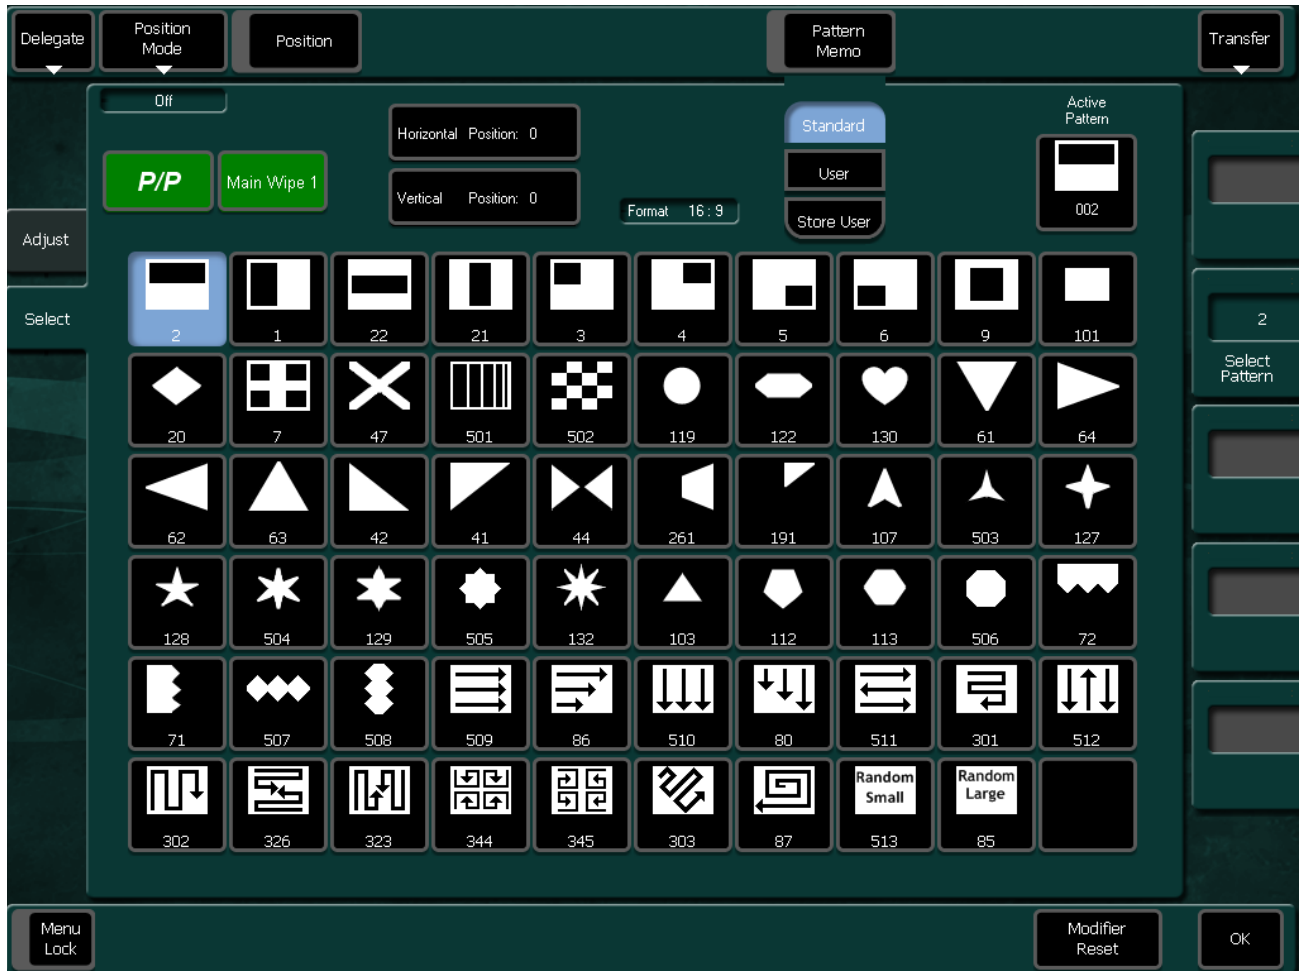 Delegate
Position
Mode
Position
Pattern
Memo
Transfer
Off
Horizontal Position: 0
Standard
Active
Pattern
P/P
Main Wipe 1
User
Vertical Position: 0
Format 16:9
002
Store User
Adjust
Select
2 1 22 21 3 4 5 6 9 101
2
Select
Pattern
20 7 47 501 502 119 122 130 61 64
62 63 42 41 44 261 191 107 503 127
128 504 129 505 132 103 112 113 506 72
71 507 508 509 86 510 80 511 301 512
Random
Small
Random
Large
302 326 323 344 345 303 87 513 85
Menu
Lock
Modifier
Reset
OK